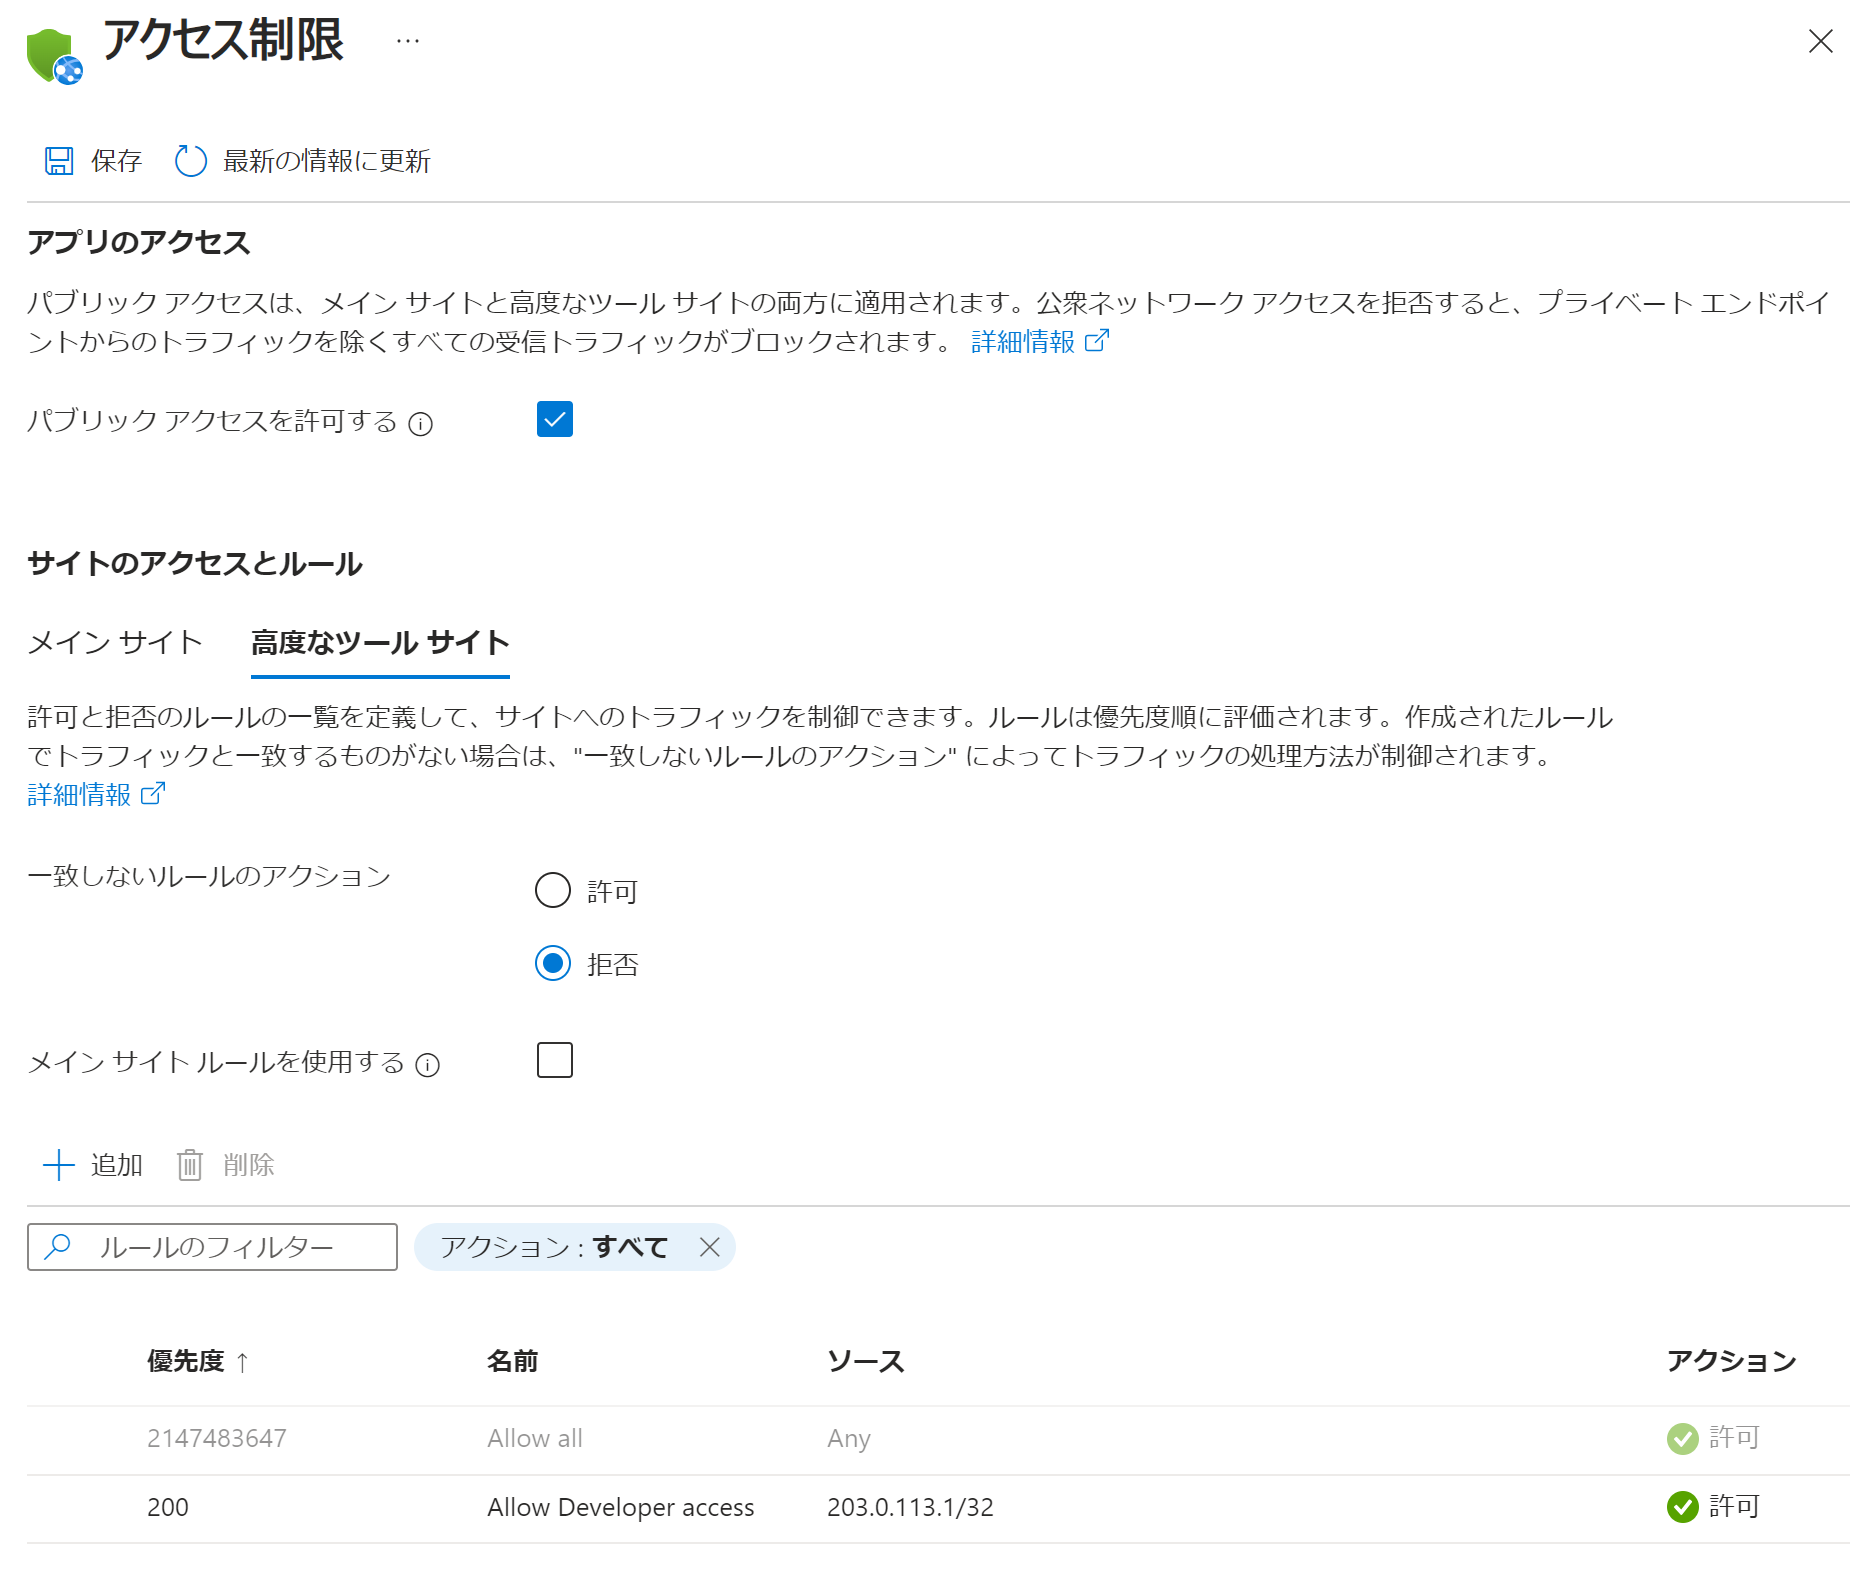 アクセス制限 …
保存 最新の情報に更新
アプリのアクセス
パブリック アクセスは、メイン サイトと高度なツール サイトの両方に適用されます。公衆ネットワーク アクセスを拒否すると、プライベート エンドポイ
ントからのトラフィックを除くすべての受信トラフィックがブロックされます。 詳細情報
パブリック アクセスを許可する
サイトのアクセスとルール
メイン サイト 高度なツール サイト
許可と拒否のルールの一覧を定義して、サイトへのトラフィックを制御できます。ルールは優先度順に評価されます。作成されたルール
でトラフィックと一致するものがない場合は、"一致しないルールのアクション" によってトラフィックの処理方法が制御されます。
詳細情報
一致しないルールのアクション
許可
拒否
メイン サイト ルールを使用する
追加 削除
ルールのフィルター アクション : すべて
優先度 ↑ 名前 ソース アクション
2147483647 Allow all Any 許可
200 Allow Developer access 203.0.113.1/32 許可